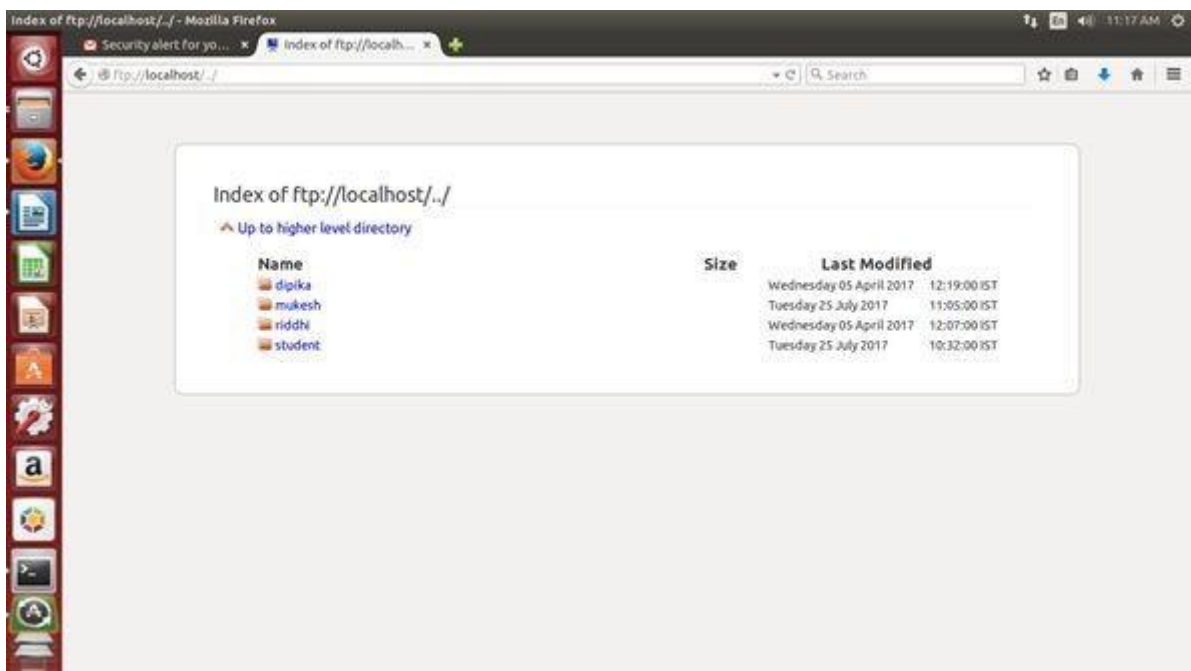 Index of ftp://localhost/../ - Mozilla Firefox
En 11:17 AM
Security alert for yo... × Index of ftp://localh... ×
ftp://localhost/../ Search
Index of ftp://localhost/../
Up to higher level directory
Name Size Last Modified
dipika Wednesday 05 April 2017 12:19:00 IST
mukesh Tuesday 25 July 2017 11:05:00 IST
riddhi Wednesday 05 April 2017 12:07:00 IST
student Tuesday 25 July 2017 10:32:00 IST
a